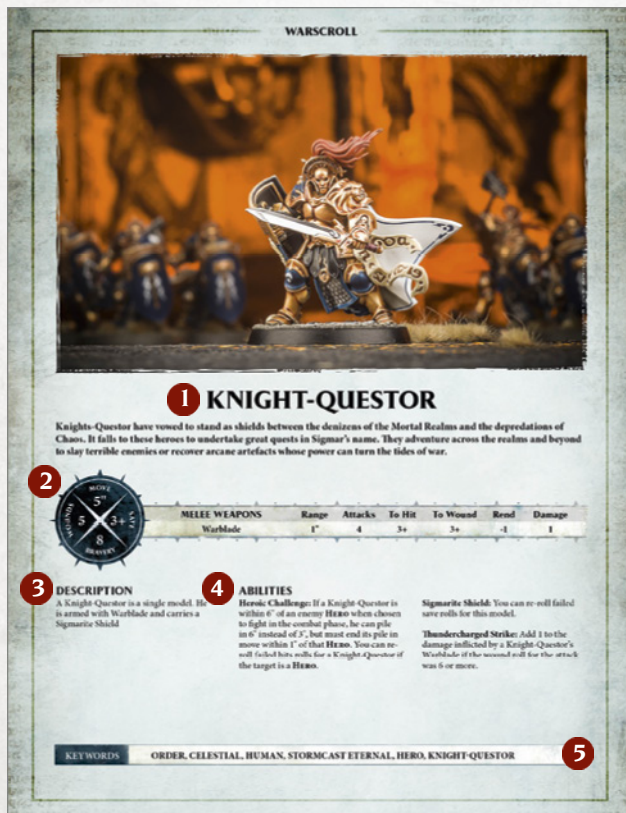 WARSCROLL
1 KNIGHT-QUESTOR
Knights-Questor have vowed to stand as shields between the denizens of the Mortal Realms and the depredations of
Chaos. It falls to these heroes to undertake great quests in Sigmar's name. They adventure across the realms and beyond
to slay terrible enemies or recover arcane artefacts whose power can turn the tides of war.
2
MOVE
5"
WOUNDS 5 3+ SAVE
8
BRAVERY
MELEE WEAPONS Range Attacks To Hit To Wound Rend Damage
Warblade 1" 4 3+ 3+ -1 1
3 DESCRIPTION
A Knight-Questor is a single model. He
is armed with Warblade and carries a
Sigmarite Shield
4 ABILITIES
Heroic Challenge: If a Knight-Questor is
within 6" of an enemy HERO when chosen
to fight in the combat phase, he can pile
in 6" instead of 3", but must end its pile in
move within 1" of that HERO. You can re-
roll failed hits rolls for a Knight-Questor if
the target is a HERO.
Sigmarite Shield: You can re-roll failed
save rolls for this model.
Thundercharged Strike: Add 1 to the
damage inflicted by a Knight-Questor's
Warblade if the wound roll for the attack
was 6 or more.
KEYWORDS ORDER, CELESTIAL, HUMAN, STORMCAST ETERNAL, HERO, KNIGHT-QUESTOR 5